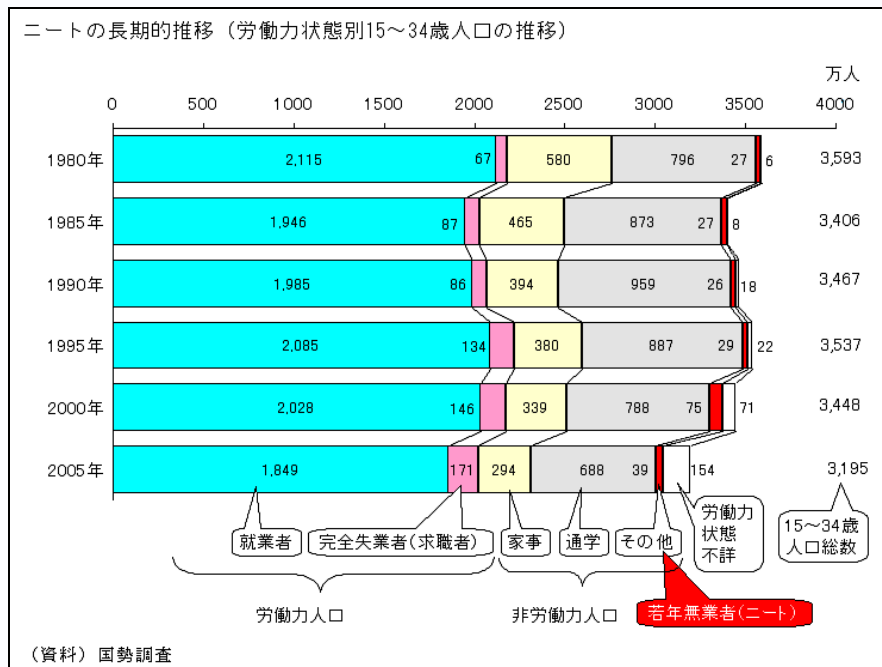 ニートの長期的推移（労働力状態別15～34歳人口の推移）
万人
0 500 1000 1500 2000 2500 3000 3500 4000
1980年 2,115 67 580 796 27 6 3,593
1985年 1,946 87 465 873 27 8 3,406
1990年 1,985 86 394 959 26 18 3,467
1995年 2,085 134 380 887 29 22 3,537
2000年 2,028 146 339 788 75 71 3,448
2005年 1,849 171 294 688 39 154 3,195
就業者 完全失業者(求職者) 家事 通学 その他
労働力
状態
不詳
15～34歳
人口総数
労働力人口 非労働力人口
若年無業者(ニート)
（資料）国勢調査